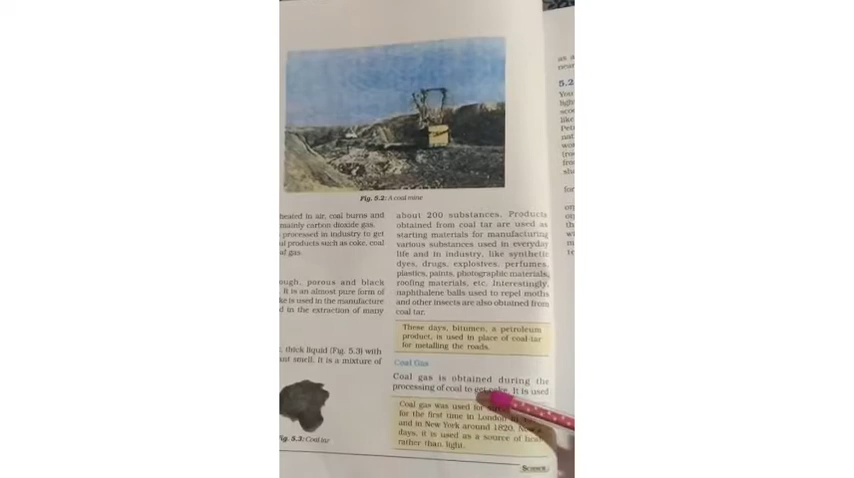 Fig. 5.2: A coal mine
heated in air, coal burns and
mainly carbon dioxide gas.
processed in industry to get
products such as coke, coal
gas.
ough, porous and black
It is an almost pure form of
ke is used in the manufacture
d in the extraction of many
, thick liquid (Fig. 5.3) with
ant smell. It is a mixture of
Fig. 5.3: Coal tar
about 200 substances. Products
obtained from coal tar are used as
starting materials for manufacturing
various substances used in everyday
life and in industry, like synthetic
dyes, drugs, explosives, perfumes,
plastics, paints, photographic materials,
roofing materials, etc. Interestingly,
naphthalene balls used to repel moths
and other insects are also obtained from
coal tar.
These days, bitumen, a petroleum
product, is used in place of coal-tar
for metalling the roads.
Coal Gas
Coal gas is obtained during the
processing of coal to get coke. It is used
Coal gas was used for
for the first time in London
and in New York around 1820.
days, it is used as a source of heat
rather than light.
SCIENCE
as a
near
5.2
You
ligh
scoo
like
Pet
nat
wo
(ro
fro
sh
for
on
th
w
m